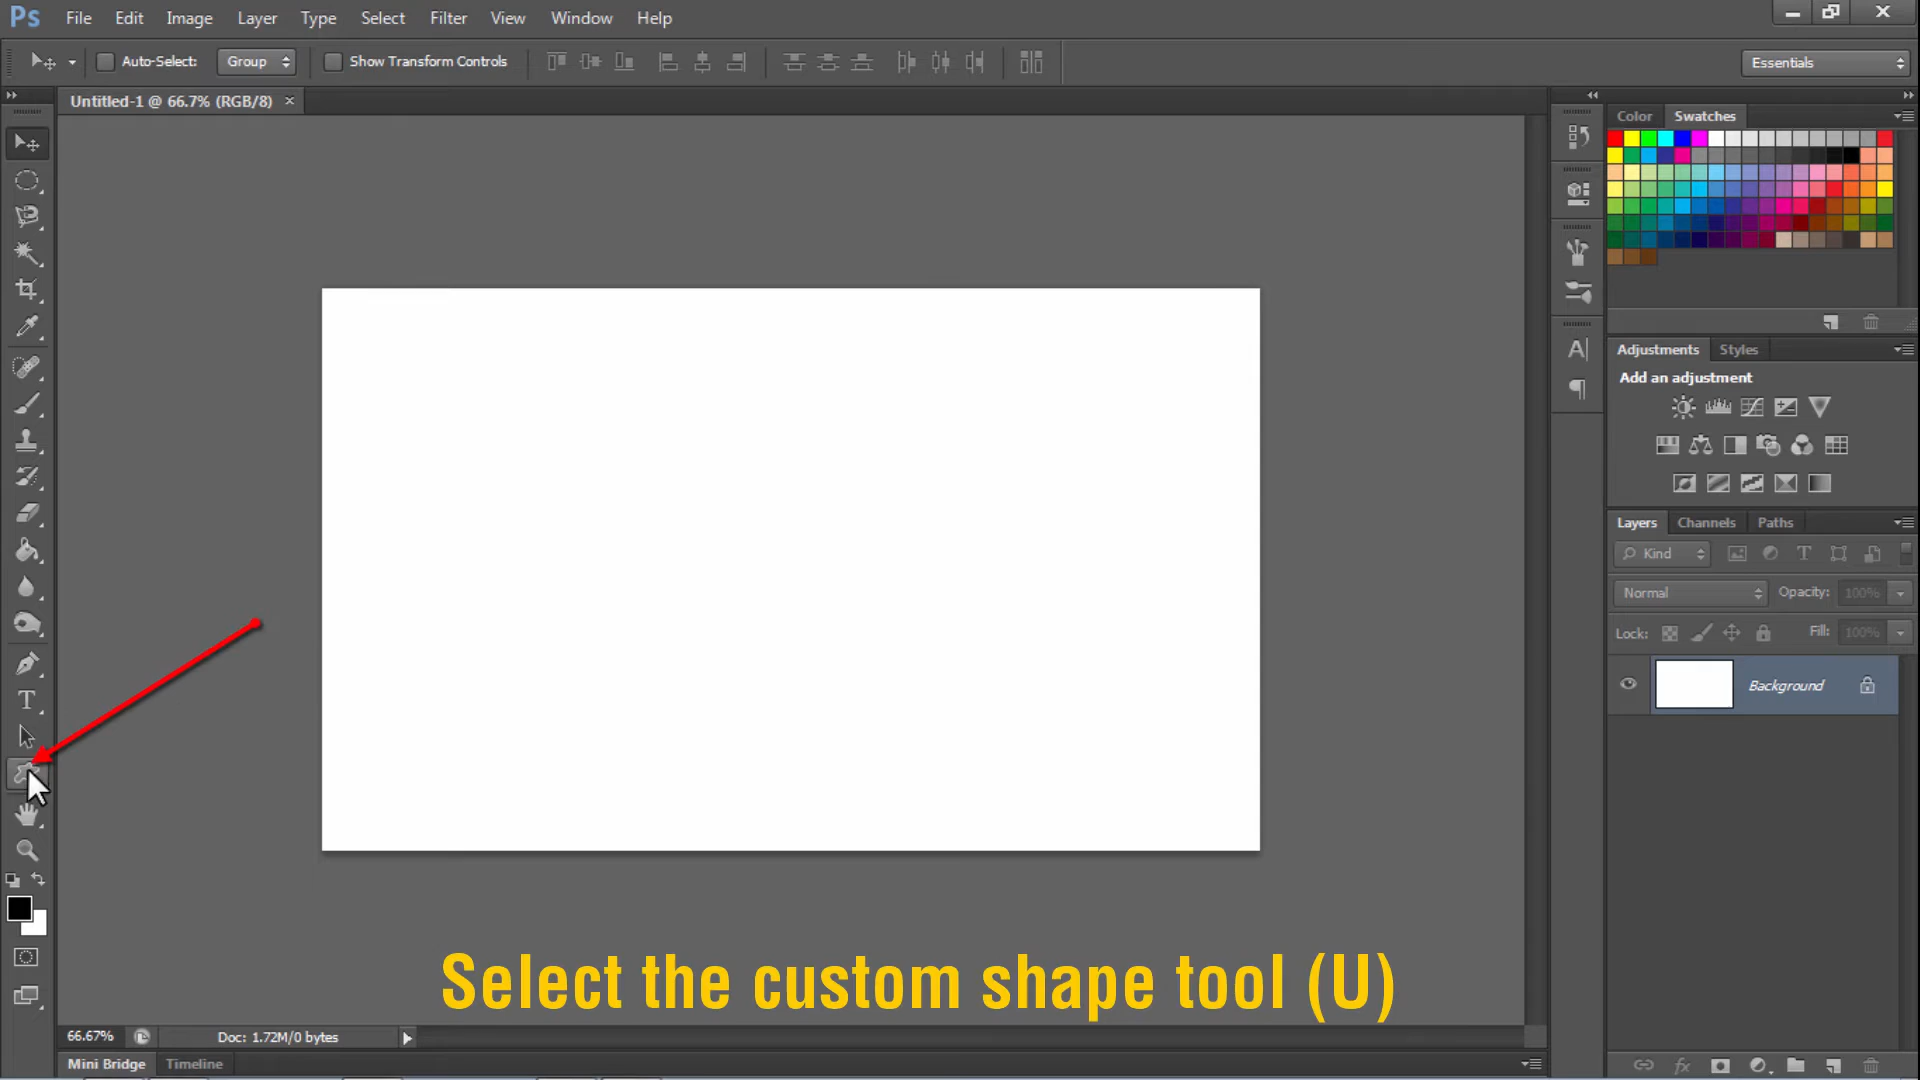 Ps File Edit Image Layer Type Select Filter View Window Help
Auto-Select: Group Show Transform Controls Essentials
Untitled-1 @ 66.7% (RGB/8) ×
Color Swatches
Adjustments Styles
Add an adjustment
Layers Channels Paths
Kind
Normal Opacity: 100%
Lock: Fill: 100%
Background
Select the custom shape tool (U)
66.67% Doc: 1.72M/0 bytes
Mini Bridge Timeline